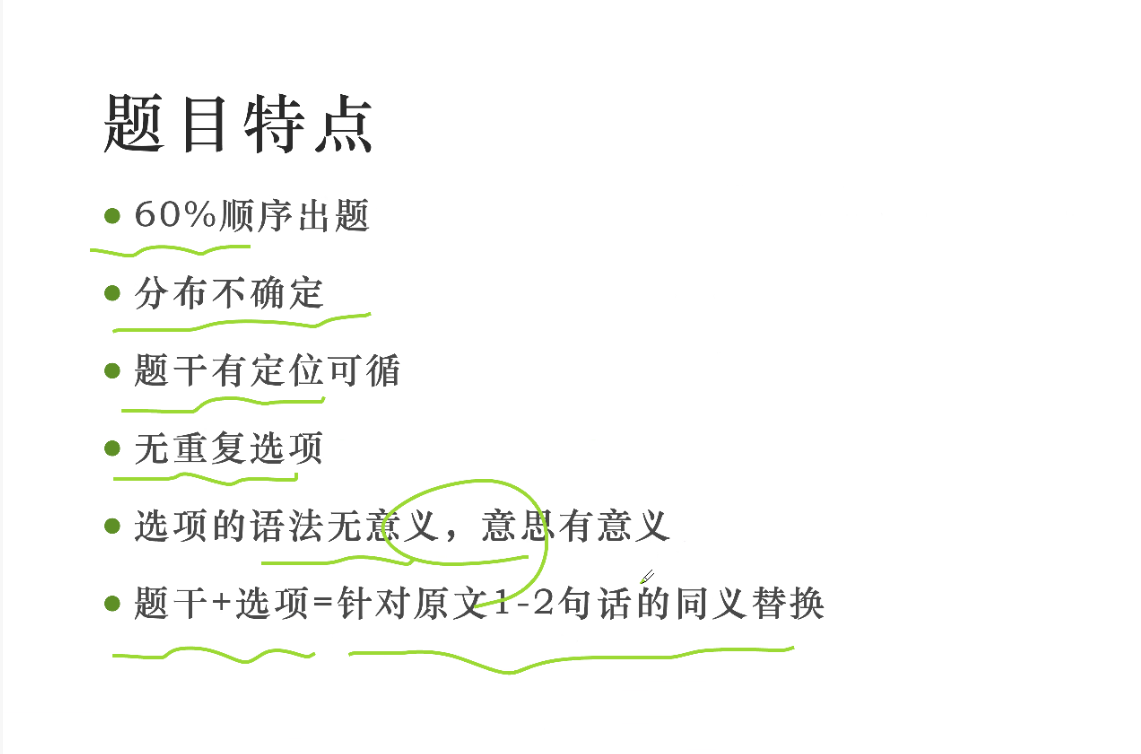 题目特点
60%顺序出题
分布不确定
题干有定位可循
无重复选项
选项的语法无意义，意思有意义
题干+选项=针对原文1-2句话的同义替换